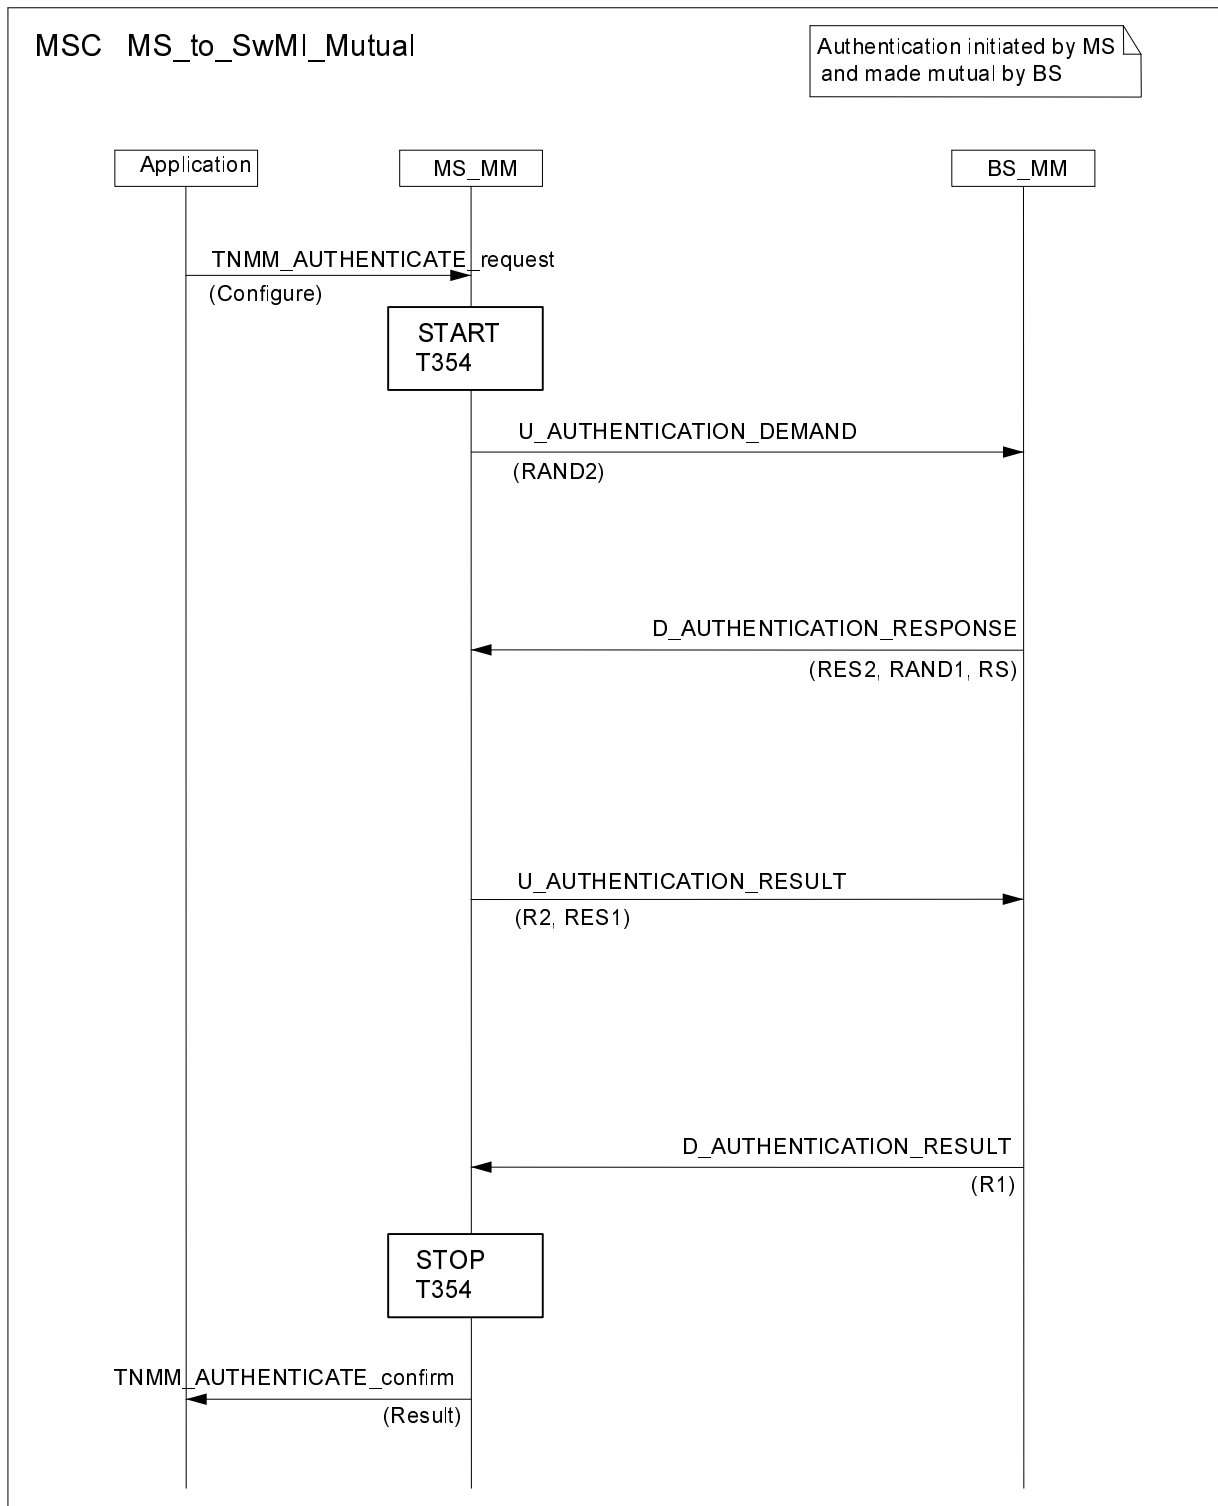 MSC MS_to_SwMI_Mutual
Authentication initiated by MS
and made mutual by BS
Application
MS_MM
BS_MM
TNMM_AUTHENTICATE_request
(Configure)
START
T354
U_AUTHENTICATION_DEMAND
(RAND2)
D_AUTHENTICATION_RESPONSE
(RES2, RAND1, RS)
U_AUTHENTICATION_RESULT
(R2, RES1)
D_AUTHENTICATION_RESULT
(R1)
STOP
T354
TNMM_AUTHENTICATE_confirm
(Result)